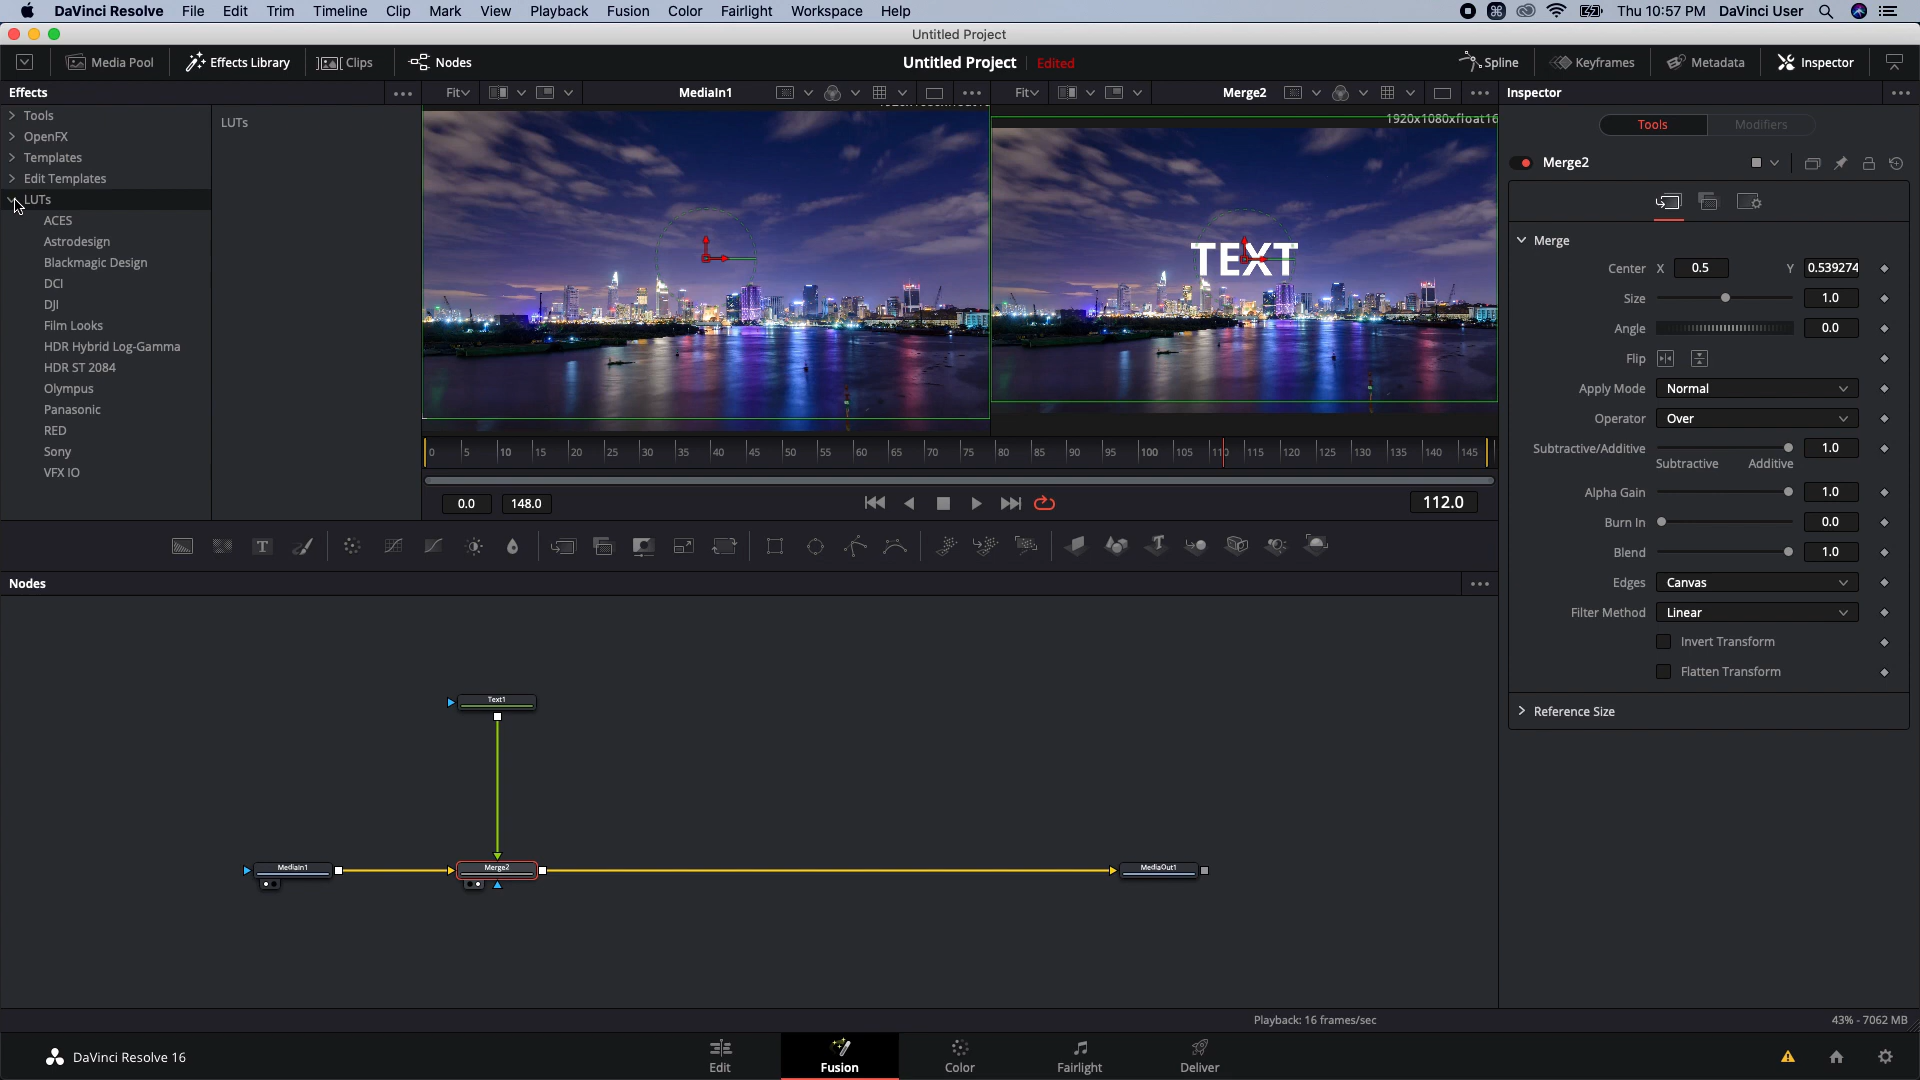 DaVinci Resolve File Edit Trim Timeline Clip Mark View Playback Fusion Color Fairlight Workspace Help Thu 10:57 PM DaVinci User
Untitled Project
Media Pool Effects Library Clips Nodes Untitled Project Edited Spline Keyframes Metadata Inspector
Effects Fit MediaIn1 Fit Merge2 Inspector
Tools
OpenFX
Templates
Edit Templates
LUTs
ACES
Astrodesign
Blackmagic Design
DCI
DJI
Film Looks
HDR Hybrid Log-Gamma
HDR ST 2084
Olympus
Panasonic
RED
Sony
VFX IO
LUTs
1920x1080xfloat16
TEXT
0 5 10 15 20 25 30 35 40 45 50 55 60 65 70 75 80 85 90 95 100 105 110 115 120 125 130 135 140 145
0.0 148.0 112.0
Tools Modifiers
Merge2
Merge
Center X 0.5 Y 0.539274
Size 1.0
Angle 0.0
Flip
Apply Mode Normal
Operator Over
Subtractive/Additive 1.0
Subtractive Additive
Alpha Gain 1.0
Burn In 0.0
Blend 1.0
Edges Canvas
Filter Method Linear
Invert Transform
Flatten Transform
Reference Size
Nodes
Text1
MediaIn1 Merge2 MediaOut1
Playback: 16 frames/sec 43% - 7062 MB
DaVinci Resolve 16 Edit Fusion Color Fairlight Deliver